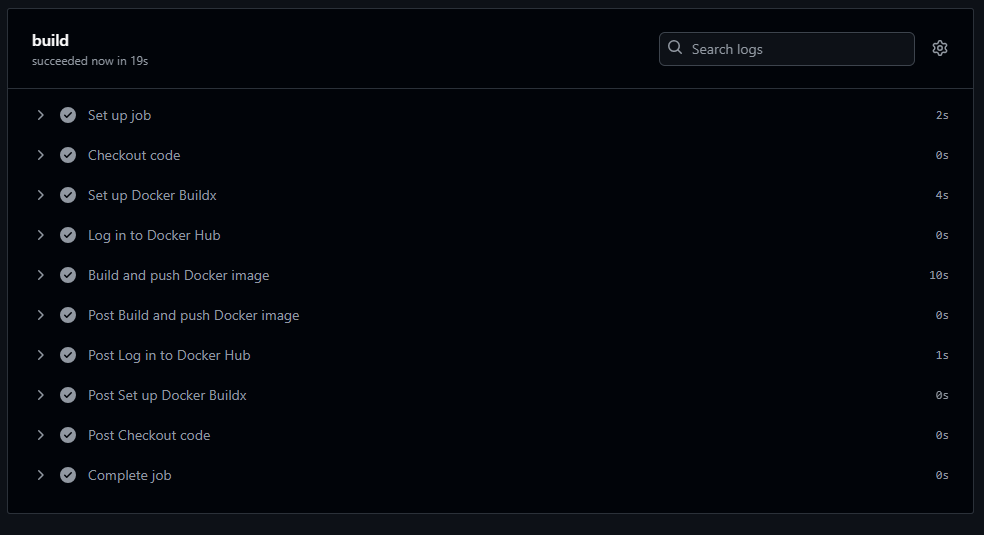 build
succeeded now in 19s
Search logs
Set up job 2s
Checkout code 0s
Set up Docker Buildx 4s
Log in to Docker Hub 0s
Build and push Docker image 10s
Post Build and push Docker image 0s
Post Log in to Docker Hub 1s
Post Set up Docker Buildx 0s
Post Checkout code 0s
Complete job 0s